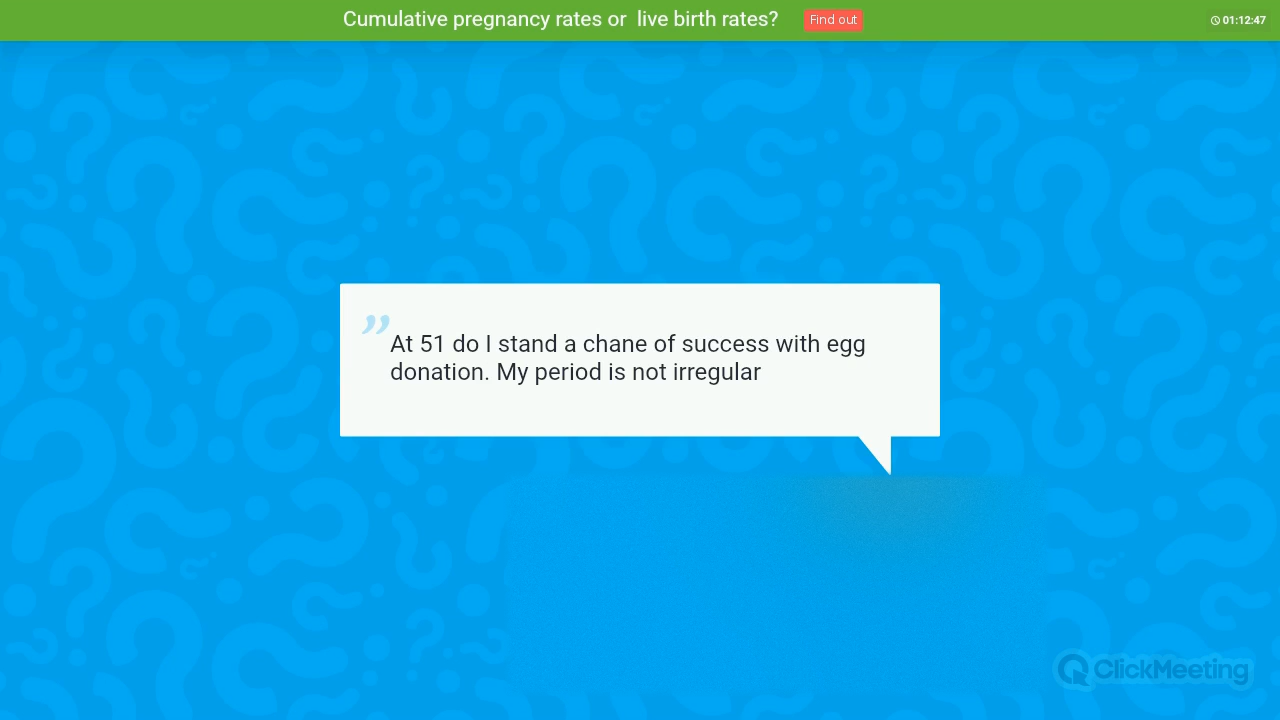 Cumulative pregnancy rates or  live birth rates? Find out 01:12:47
” At 51 do I stand a chane of success with egg
donation. My period is not irregular
ClickMeeting